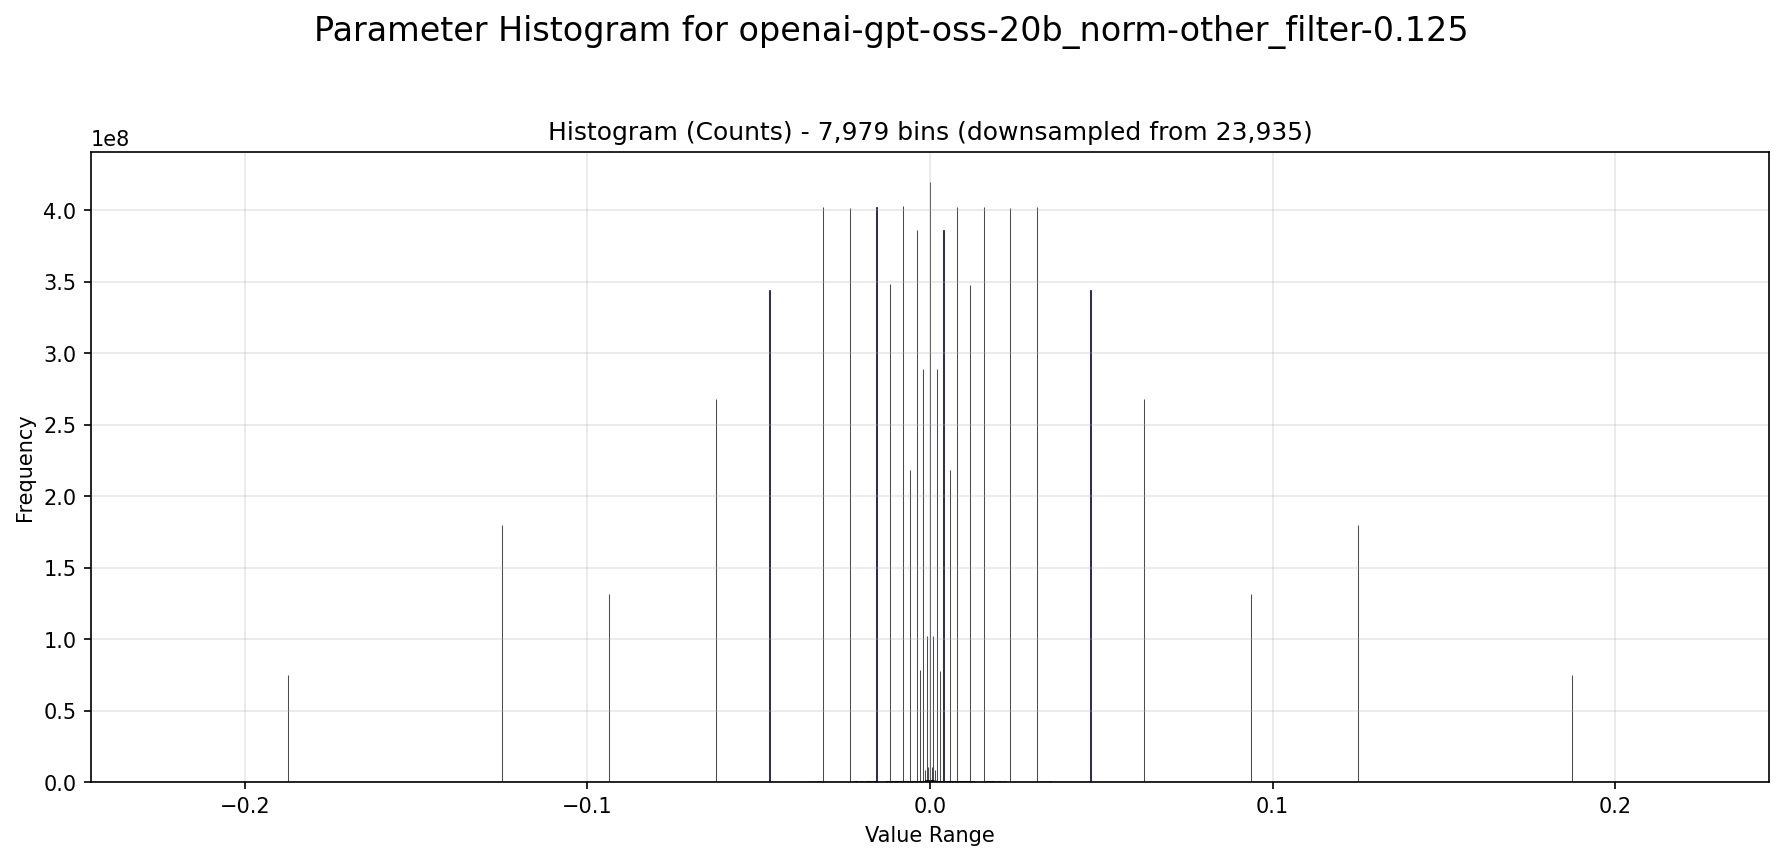 Parameter Histogram for openai-gpt-oss-20b_norm-other_filter-0.125
Histogram (Counts) - 7,979 bins (downsampled from 23,935)
1e8
4.0
3.5
3.0
2.5
2.0
1.5
1.0
0.5
0.0
Frequency
−0.2 −0.1 0.0 0.1 0.2
Value Range